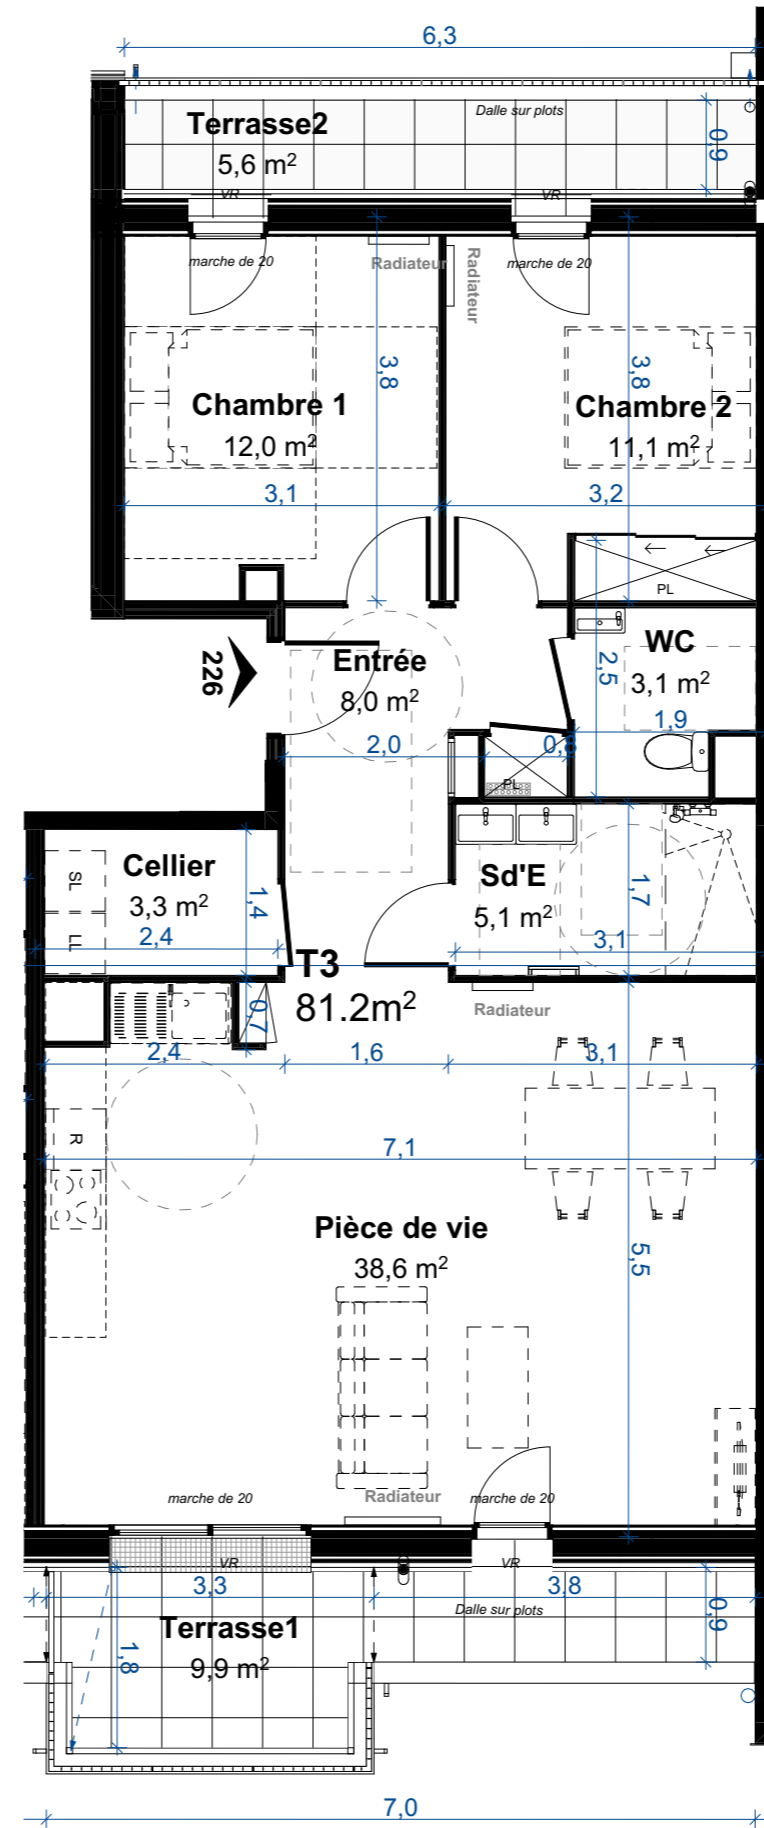 6,3
Terrasse2
5,6 m²
Dalle sur plots
0,9
VR
VR
marche de 20
Radiateur
Radiateur
marche de 20
3,8
3,8
Chambre 1
12,0 m²
Chambre 2
11,1 m²
3,1
3,2
PL
226
Entrée
8,0 m²
WC
3,1 m²
2,5
1,9
2,0
0,8
PL
Cellier
3,3 m²
SL
LL
1,4
2,4
Sd'E
5,1 m²
1,7
3,1
T3
81.2m²
Radiateur
0,7
2,4
1,6
3,1
R
7,1
Pièce de vie
38,6 m²
5,5
marche de 20
Radiateur
marche de 20
VR
VR
3,3
3,8
Dalle sur plots
0,9
Terrasse1
9,9 m²
1,8
7,0